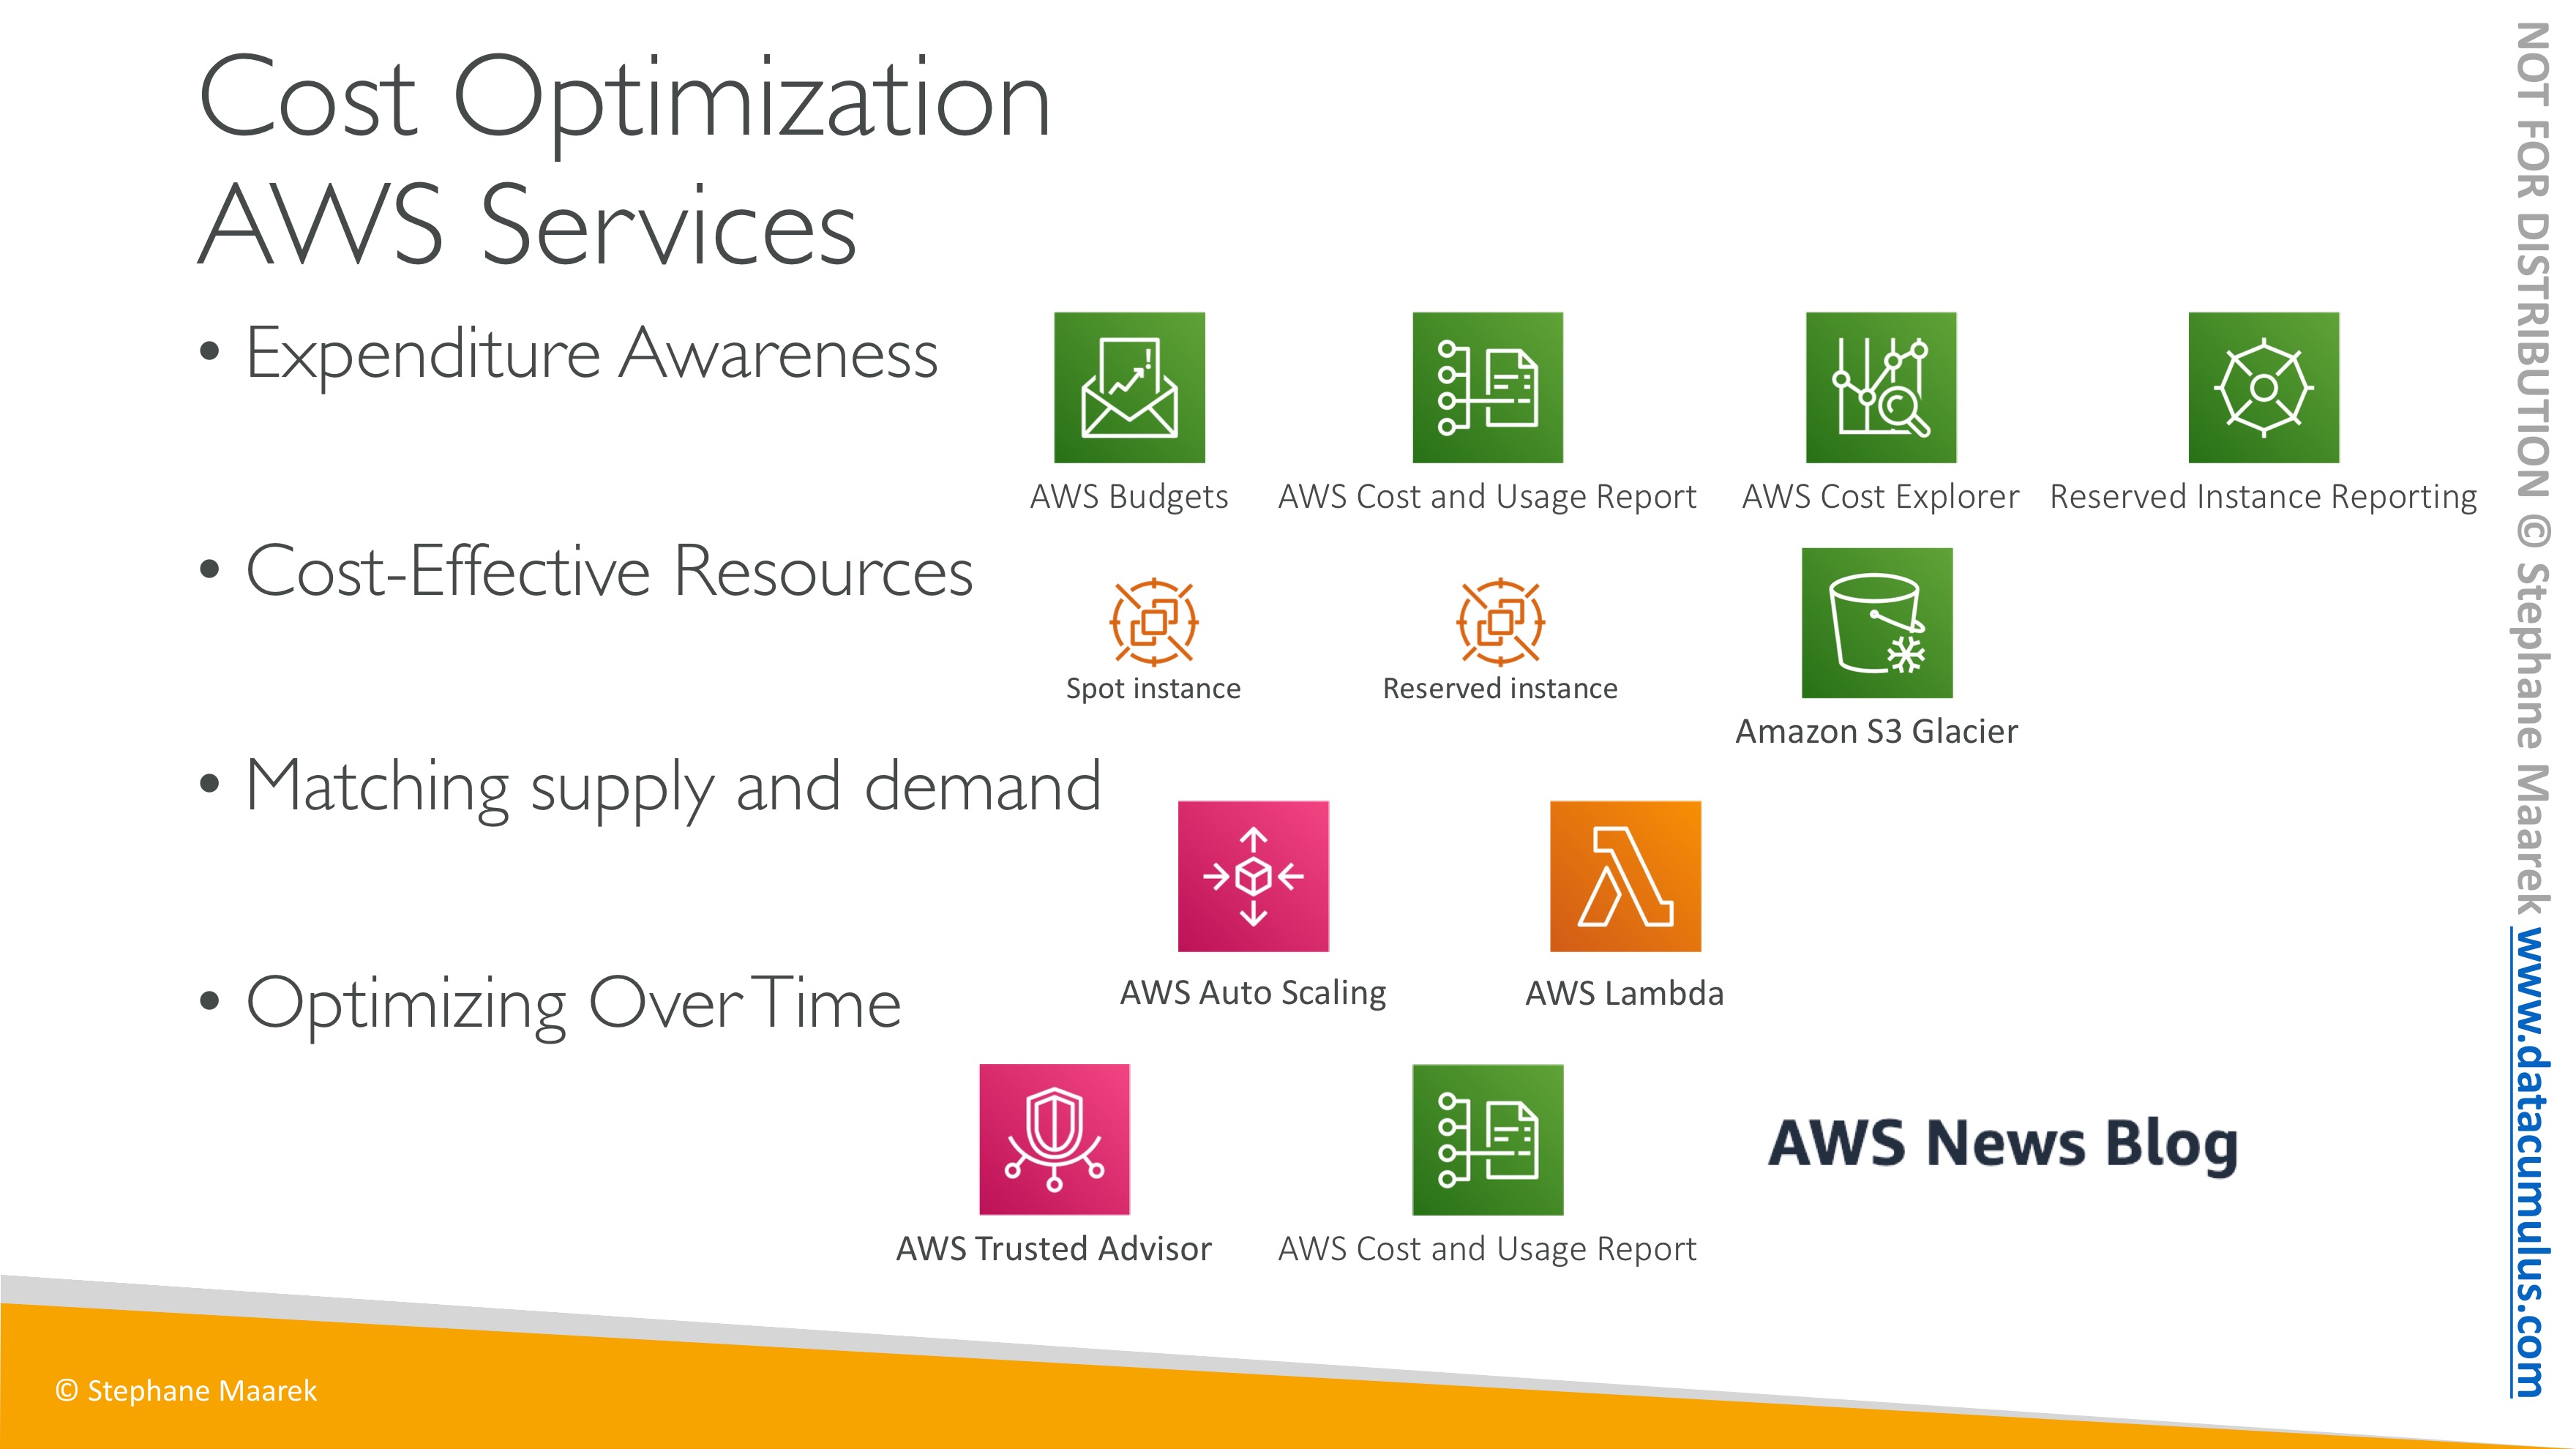 Cost Optimization
AWS Services
• Expenditure Awareness
AWS Budgets
AWS Cost and Usage Report
AWS Cost Explorer
Reserved Instance Reporting
• Cost-Effective Resources
Spot instance
Reserved instance
Amazon S3 Glacier
• Matching supply and demand
AWS Auto Scaling
AWS Lambda
• Optimizing Over Time
AWS Trusted Advisor
AWS Cost and Usage Report
AWS News Blog
© Stephane Maarek
NOT FOR DISTRIBUTION © Stephane Maarek www.datacumulus.com